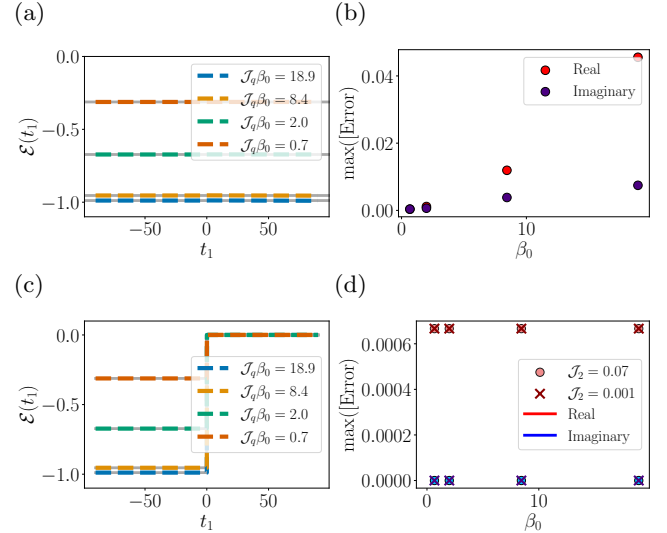 (a)
0.0
−0.5
−1.0
ℰ(t₁)
𝒥_qβ₀ = 18.9
𝒥_qβ₀ = 8.4
𝒥_qβ₀ = 2.0
𝒥_qβ₀ = 0.7
−50 0 50
t₁
(b)
0.04
0.02
0.00
max([Error)
Real
Imaginary
10
β₀
(c)
0.0
−0.5
−1.0
ℰ(t₁)
𝒥_qβ₀ = 18.9
𝒥_qβ₀ = 8.4
𝒥_qβ₀ = 2.0
𝒥_qβ₀ = 0.7
−50 0 50
t₁
(d)
0.0006
0.0004
0.0002
0.0000
max([Error)
𝒥₂ = 0.07
𝒥₂ = 0.001
Real
Imaginary
0 10
β₀